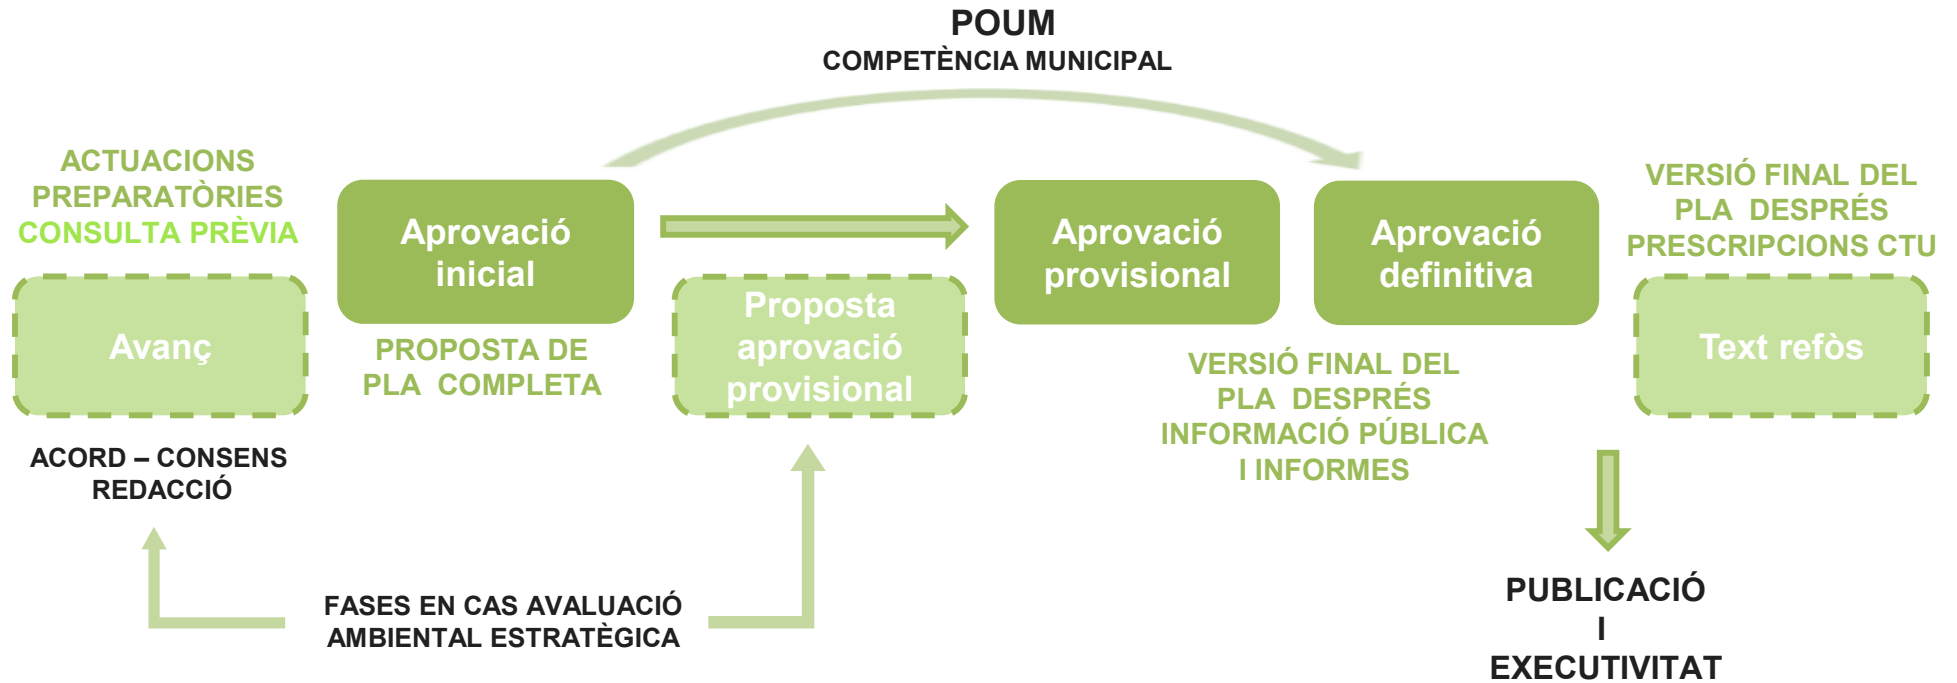 POUM
COMPETÈNCIA MUNICIPAL
ACTUACIONS
PREPARATÒRIES
CONSULTA PRÈVIA
Avanç
ACORD – CONSENS
REDACCIÓ
Aprovació
inicial
PROPOSTA DE
PLA COMPLETA
Proposta
aprovació
provisional
Aprovació
provisional
Aprovació
definitiva
VERSIÓ FINAL DEL
PLA DESPRÉS
INFORMACIÓ PÚBLICA
I INFORMES
VERSIÓ FINAL DEL
PLA DESPRÉS
PRESCRIPCIONS CTU
Text refòs
FASES EN CAS AVALUACIÓ
AMBIENTAL ESTRATÈGICA
PUBLICACIÓ
I
EXECUTIVITAT